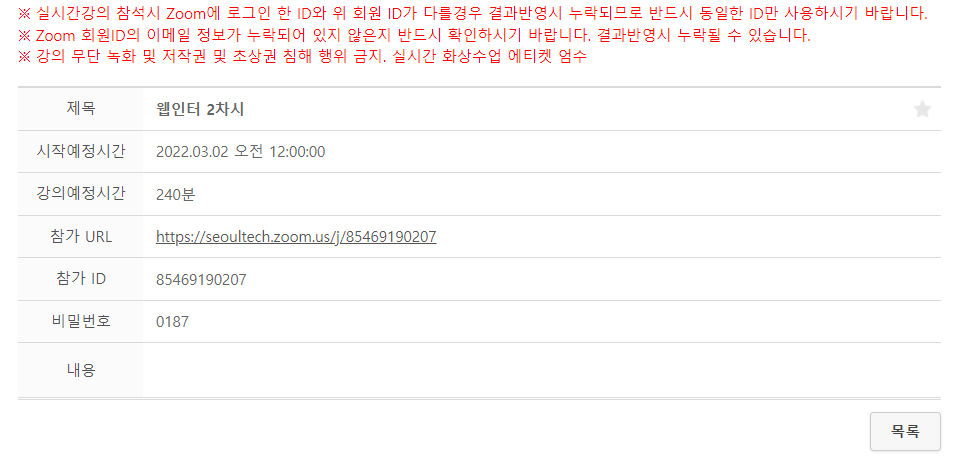 ※ 실시간강의 참석시 Zoom에 로그인 한 ID와 위 회원 ID가 다를경우 결과반영시 누락되므로 반드시 동일한 ID만 사용하시기 바랍니다.
※ Zoom 회원ID의 이메일 정보가 누락되어 있지 않은지 반드시 확인하시기 바랍니다. 결과반영시 누락될 수 있습니다.
※ 강의 무단 녹화 및 저작권 및 초상권 침해 행위 금지. 실시간 화상수업 에티켓 엄수
제목 웹인터 2차시
시작예정시간 2022.03.02 오전 12:00:00
강의예정시간 240분
참가 URL https://seoultech.zoom.us/j/85469190207
참가 ID 85469190207
비밀번호 0187
내용
목록